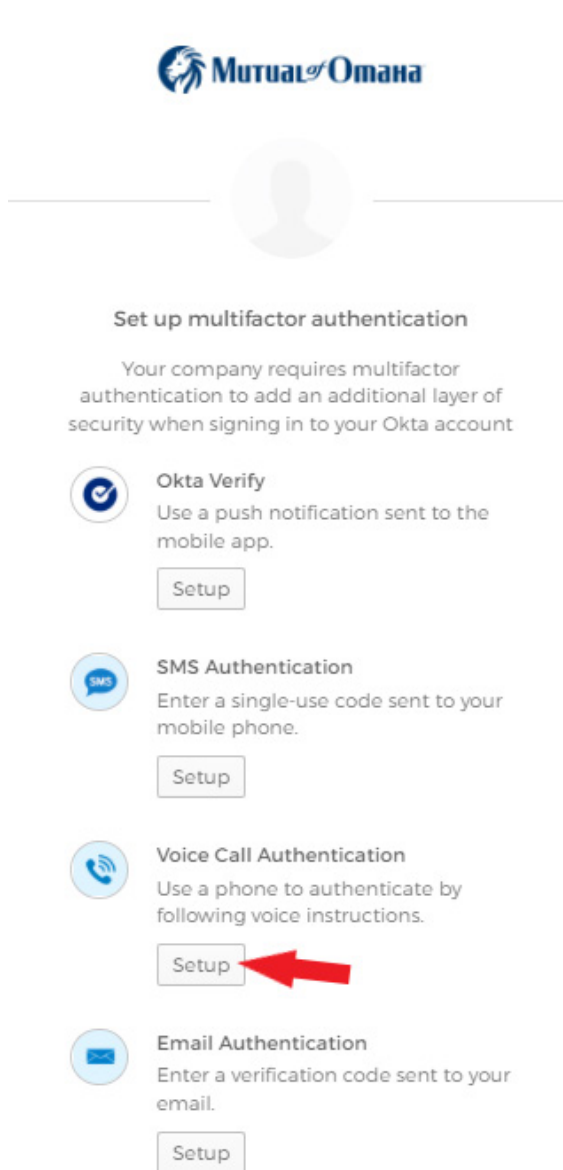 Mutual of Omaha
Set up multifactor authentication
Your company requires multifactor
authentication to add an additional layer of
security when signing in to your Okta account
Okta Verify
Use a push notification sent to the
mobile app.
Setup
SMS
SMS Authentication
Enter a single-use code sent to your
mobile phone.
Setup
Voice Call Authentication
Use a phone to authenticate by
following voice instructions.
Setup
Email Authentication
Enter a verification code sent to your
email.
Setup